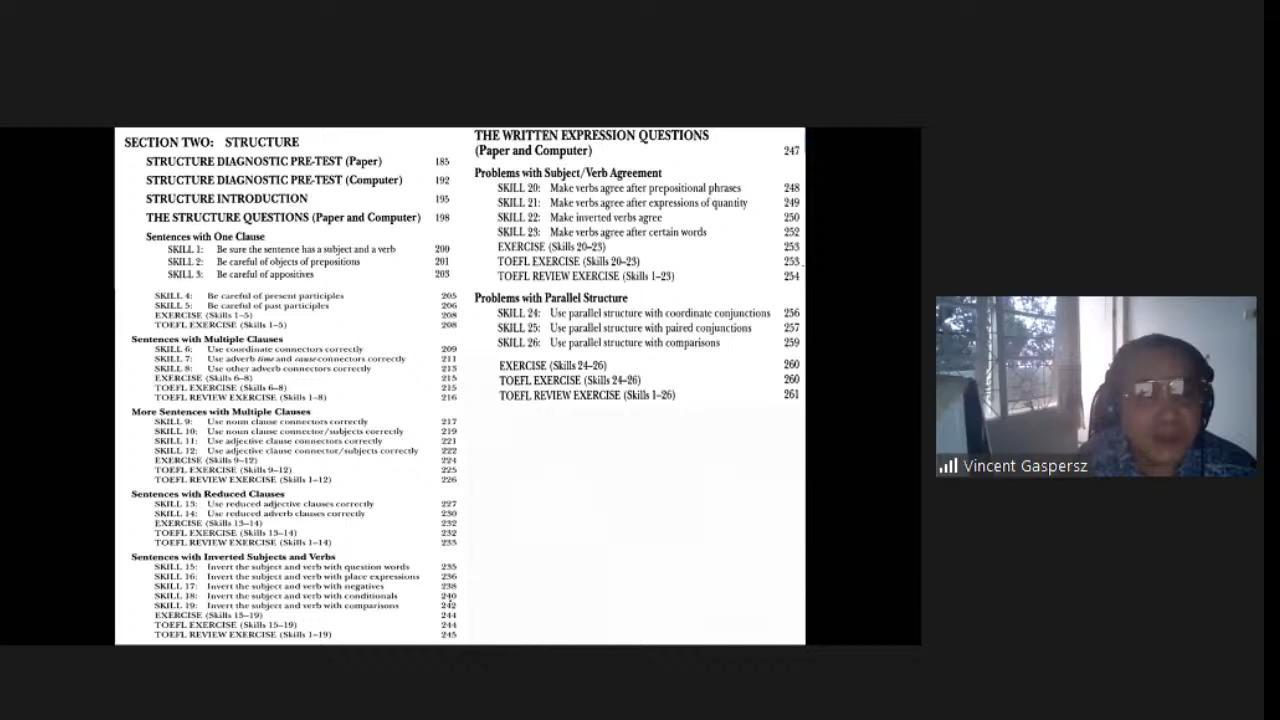 SECTION TWO: STRUCTURE
STRUCTURE DIAGNOSTIC PRE-TEST (Paper) 185
STRUCTURE DIAGNOSTIC PRE-TEST (Computer) 192
STRUCTURE INTRODUCTION 195
THE STRUCTURE QUESTIONS (Paper and Computer) 198
Sentences with One Clause
SKILL 1: Be sure the sentence has a subject and a verb 200
SKILL 2: Be careful of objects of prepositions 201
SKILL 3: Be careful of appositives 203
SKILL 4: Be careful of present participles 205
SKILL 5: Be careful of past participles 206
EXERCISE (Skills 1–5) 208
TOEFL EXERCISE (Skills 1–5) 208
Sentences with Multiple Clauses
SKILL 6: Use coordinate connectors correctly 209
SKILL 7: Use adverb time and cause connectors correctly 211
SKILL 8: Use other adverb connectors correctly 213
EXERCISE (Skills 6–8) 215
TOEFL EXERCISE (Skills 6–8) 215
TOEFL REVIEW EXERCISE (Skills 1–8) 216
More Sentences with Multiple Clauses
SKILL 9: Use noun clause connectors correctly 217
SKILL 10: Use noun clause connector/subjects correctly 219
SKILL 11: Use adjective clause connectors correctly 221
SKILL 12: Use adjective clause connector/subjects correctly 222
EXERCISE (Skills 9–12) 224
TOEFL EXERCISE (Skills 9–12) 225
TOEFL REVIEW EXERCISE (Skills 1–12) 226
Sentences with Reduced Clauses
SKILL 13: Use reduced adjective clauses correctly 227
SKILL 14: Use reduced adverb clauses correctly 230
EXERCISE (Skills 13–14) 232
TOEFL EXERCISE (Skills 13–14) 232
TOEFL REVIEW EXERCISE (Skills 1–14) 233
Sentences with Inverted Subjects and Verbs
SKILL 15: Invert the subject and verb with question words 235
SKILL 16: Invert the subject and verb with place expressions 236
SKILL 17: Invert the subject and verb with negatives 238
SKILL 18: Invert the subject and verb with conditionals 240
SKILL 19: Invert the subject and verb with comparisons 242
EXERCISE (Skills 15–19) 244
TOEFL EXERCISE (Skills 15–19) 244
TOEFL REVIEW EXERCISE (Skills 1–19) 245
THE WRITTEN EXPRESSION QUESTIONS
(Paper and Computer) 247
Problems with Subject/Verb Agreement
SKILL 20: Make verbs agree after prepositional phrases 248
SKILL 21: Make verbs agree after expressions of quantity 249
SKILL 22: Make inverted verbs agree 250
SKILL 23: Make verbs agree after certain words 252
EXERCISE (Skills 20–23) 253
TOEFL EXERCISE (Skills 20–23) 253
TOEFL REVIEW EXERCISE (Skills 1–23) 254
Problems with Parallel Structure
SKILL 24: Use parallel structure with coordinate conjunctions 256
SKILL 25: Use parallel structure with paired conjunctions 257
SKILL 26: Use parallel structure with comparisons 259
EXERCISE (Skills 24–26) 260
TOEFL EXERCISE (Skills 24–26) 260
TOEFL REVIEW EXERCISE (Skills 1–26) 261
Vincent Gaspersz